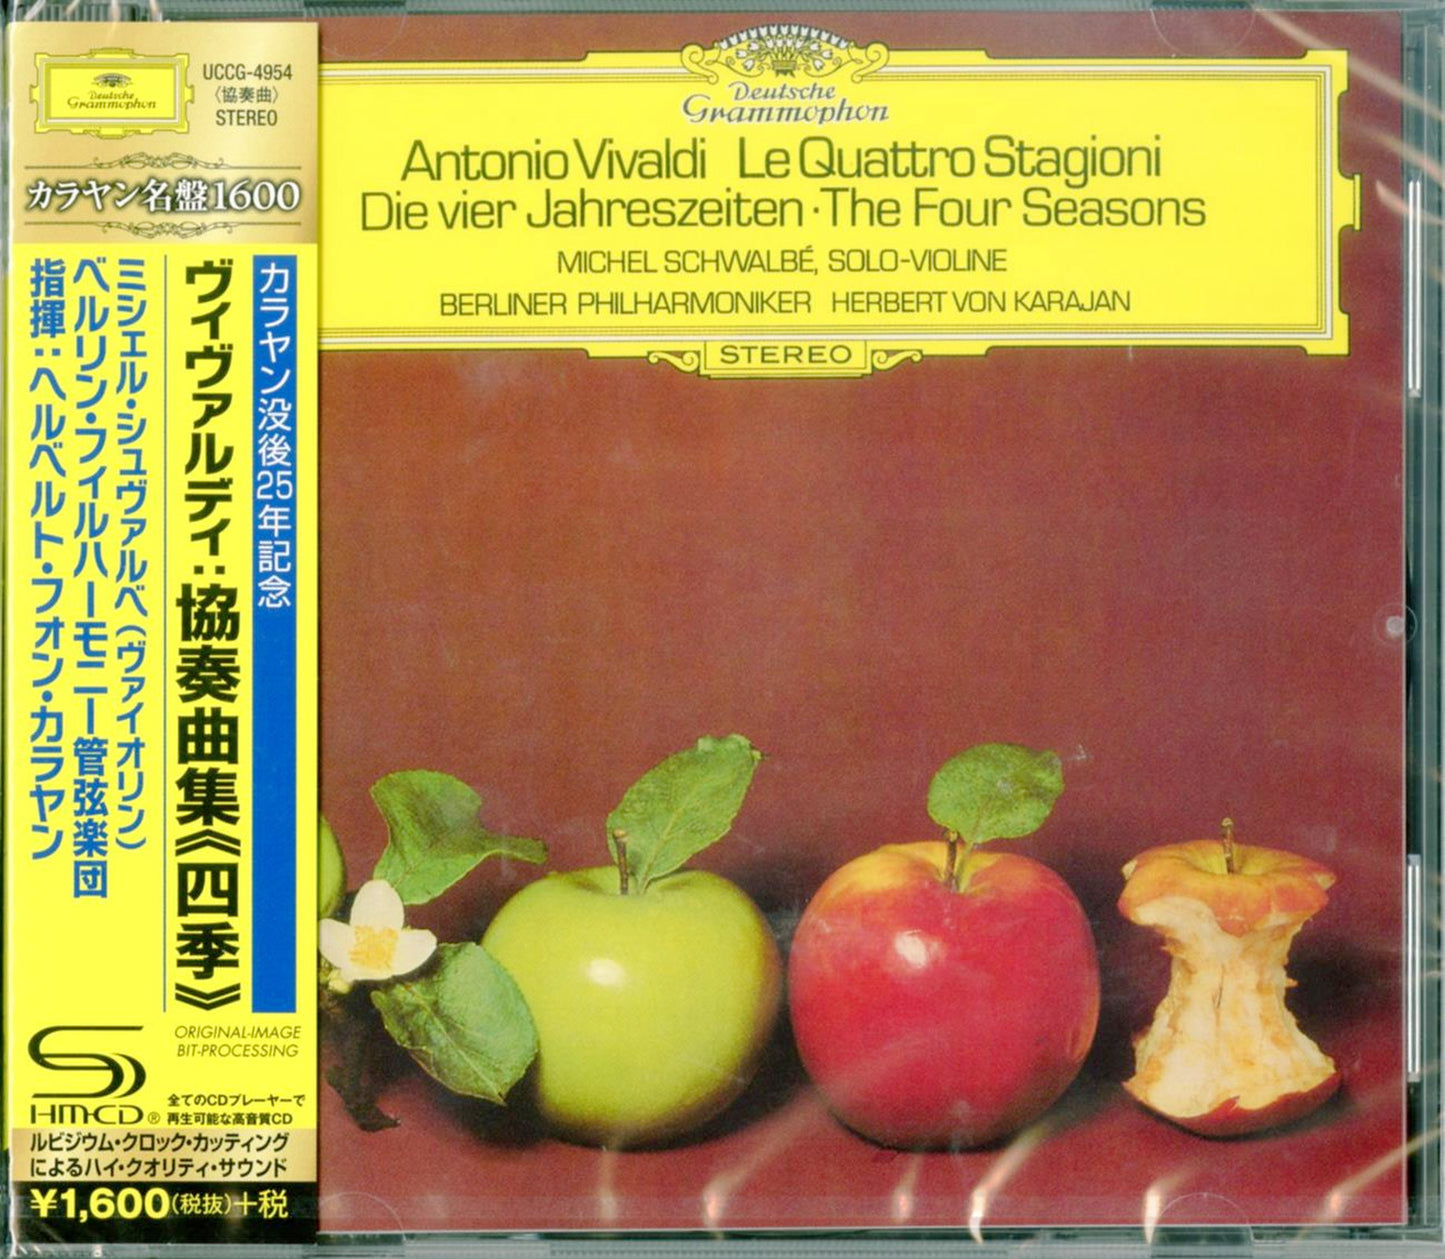 Deutsche
Grammophon
UCCG-4954
〈協奏曲〉
STEREO
カラヤン名盤1600
カラヤン没後25年記念
ヴィヴァルディ:協奏曲集《四季》
ミシェル・シュヴァルベ(ヴァイオリン)
ベルリン・フィルハーモニー管弦楽団
指揮:ヘルベルト・フォン・カラヤン
ORIGINAL-IMAGE
BIT-PROCESSING
SHM-CD®
全てのCDプレーヤーで
再生可能な高音質CD
ルビジウム・クロック・カッティング
によるハイ・クオリティ・サウンド
¥1,600(税抜)+税
Deutsche
Grammophon
Antonio Vivaldi Le Quattro Stagioni
Die vier Jahreszeiten·The Four Seasons
MICHEL SCHWALBÉ, SOLO-VIOLINE
BERLINER PHILHARMONIKER HERBERT VON KARAJAN
STEREO